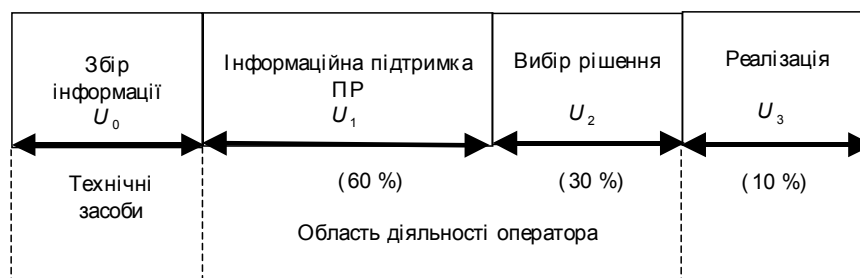 Збір
інформації
U₀
Інформаційна підтримка
ПР
U₁
Вибір рішення
U₂
Реалізація
U₃
Технічні
засоби
(60 %)
(30 %)
(10 %)
Область діяльності оператора